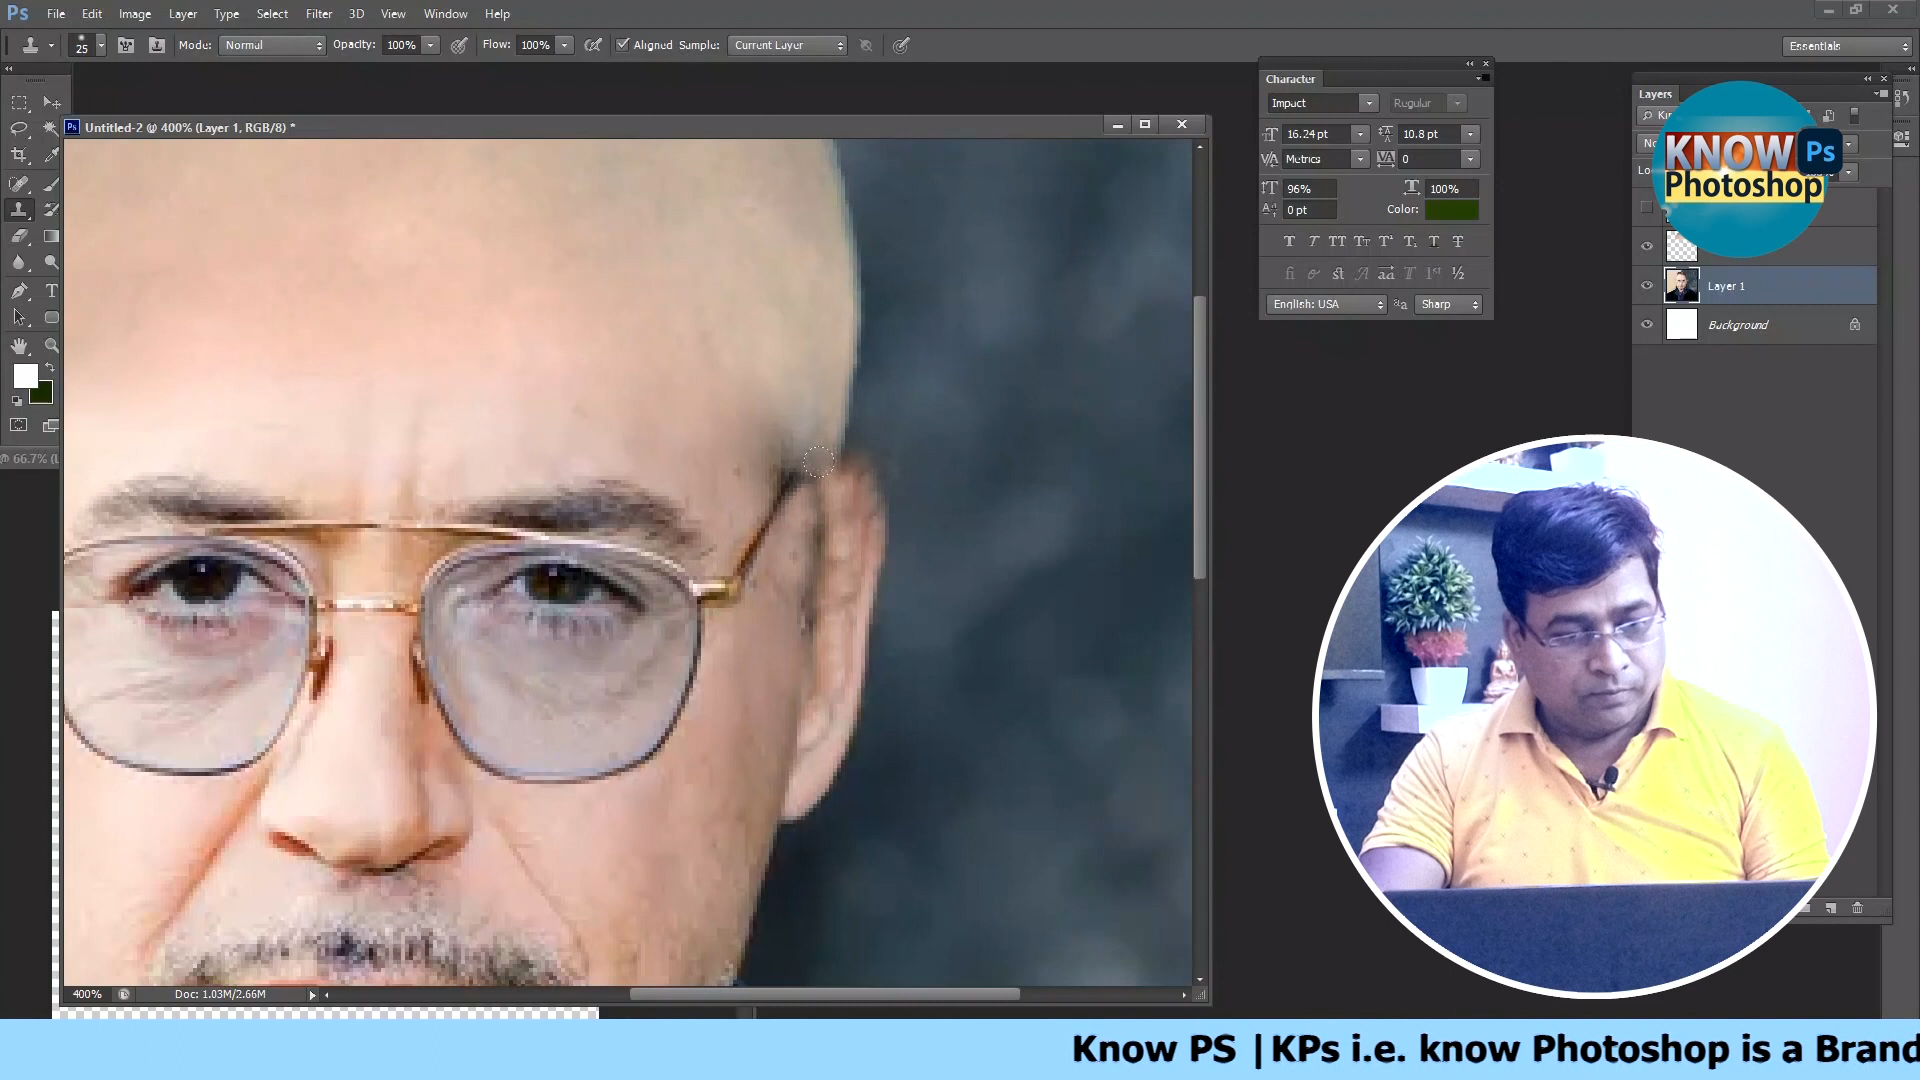 Ps File Edit Image Layer Type Select Filter 3D View Window Help
25 Mode: Normal Opacity: 100% Flow: 100% Aligned Sample: Current Layer Essentials
Untitled-2 @ 400% (Layer 1, RGB/8) *
Character
Impact Regular
16.24 pt 10.8 pt
Metrics 0
96% 100%
0 pt Color:
English: USA Sharp
Layers
KNOW Ps
Photoshop
Layer 1
Background
@ 66.7%
400% Doc: 1.03M/2.66M
Know PS | KPs i.e. know Photoshop is a Brand